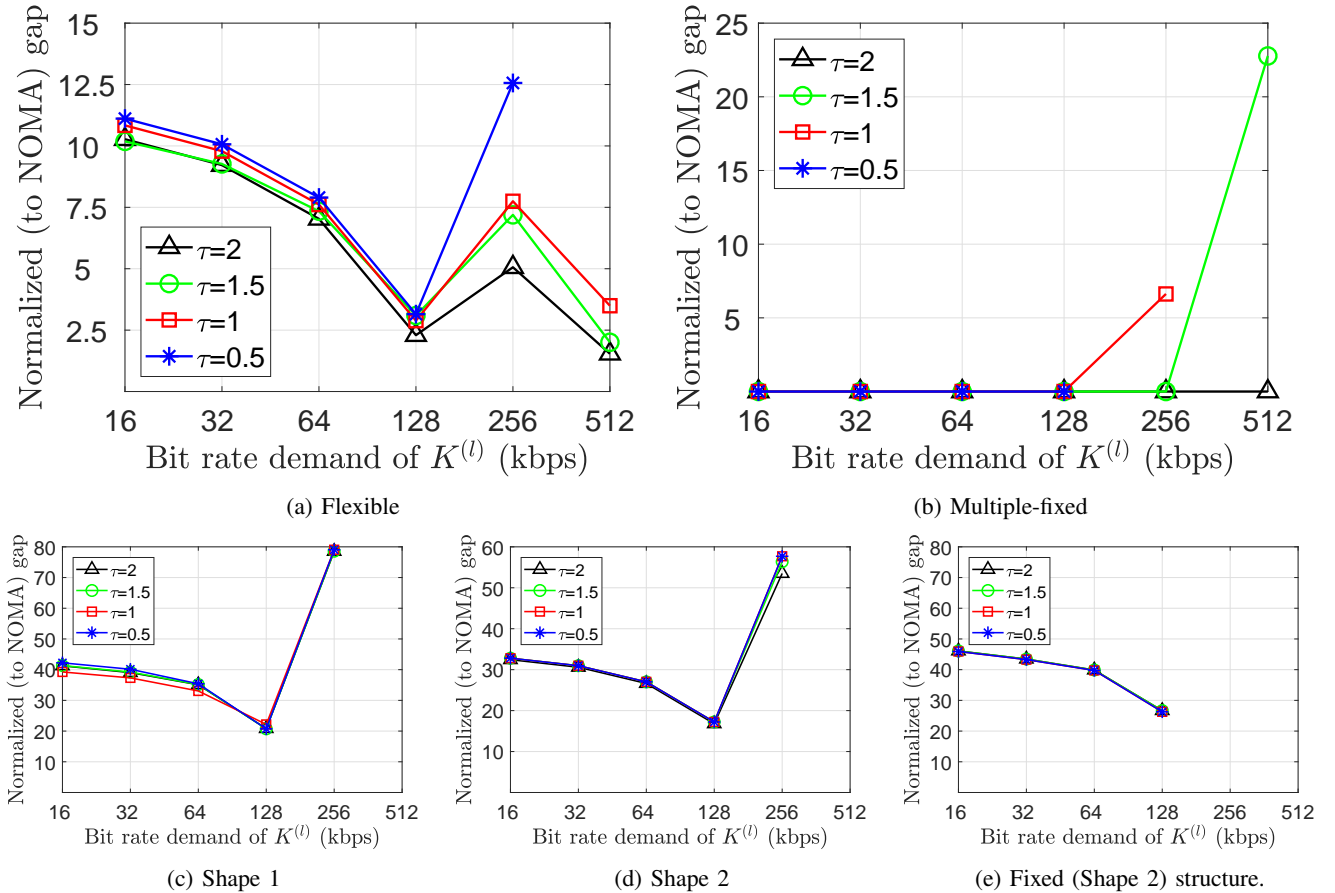 Normalized (to NOMA) gap
15
12.5
10
7.5
5
2.5
τ=2
τ=1.5
τ=1
τ=0.5
16 32 64 128 256 512
Bit rate demand of K^(l) (kbps)
(a) Flexible
Normalized (to NOMA) gap
25
20
15
10
5
τ=2
τ=1.5
τ=1
τ=0.5
16 32 64 128 256 512
Bit rate demand of K^(l) (kbps)
(b) Multiple-fixed
Normalized (to NOMA) gap
80
70
60
50
40
30
20
10
τ=2
τ=1.5
τ=1
τ=0.5
16 32 64 128 256 512
Bit rate demand of K^(l) (kbps)
(c) Shape 1
Normalized (to NOMA) gap
60
50
40
30
20
10
τ=2
τ=1.5
τ=1
τ=0.5
16 32 64 128 256 512
Bit rate demand of K^(l) (kbps)
(d) Shape 2
Normalized (to NOMA) gap
80
70
60
50
40
30
20
10
τ=2
τ=1.5
τ=1
τ=0.5
16 32 64 128 256 512
Bit rate demand of K^(l) (kbps)
(e) Fixed (Shape 2) structure.